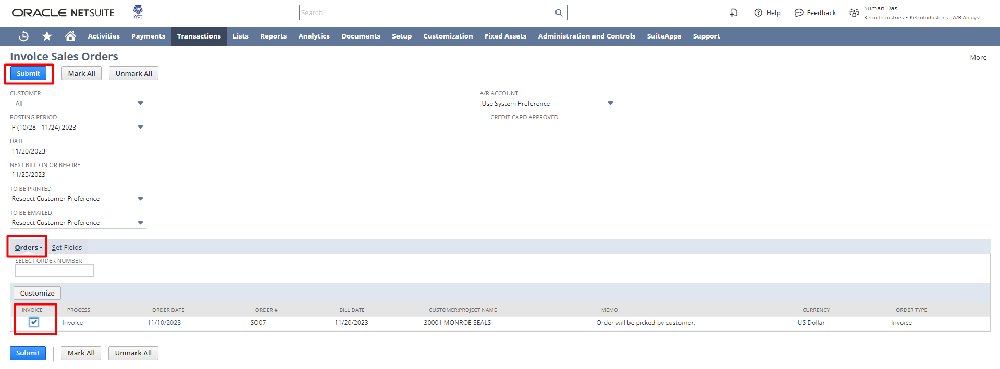 ORACLE NETSUITE
WCT
Search
Help
Feedback
Suman Das
Kelco Industries - KelcoIndustries - A/R Analyst
Activities Payments Transactions Lists Reports Analytics Documents Setup Customization Fixed Assets Administration and Controls SuiteApps Support
Invoice Sales Orders
More
Submit Mark All Unmark All
CUSTOMER
- All -
POSTING PERIOD
P (10/28 - 11/24) 2023
DATE
11/20/2023
NEXT BILL ON OR BEFORE
11/25/2023
TO BE PRINTED
Respect Customer Preference
TO BE EMAILED
Respect Customer Preference
A/R ACCOUNT
Use System Preference
CREDIT CARD APPROVED
Orders • Set Fields
SELECT ORDER NUMBER
Customize
INVOICE PROCESS ORDER DATE ORDER # BILL DATE CUSTOMER:PROJECT NAME MEMO CURRENCY ORDER TYPE
Invoice 11/10/2023 SO07 11/20/2023 30001 MONROE SEALS Order will be picked by customer. US Dollar Invoice
Submit Mark All Unmark All